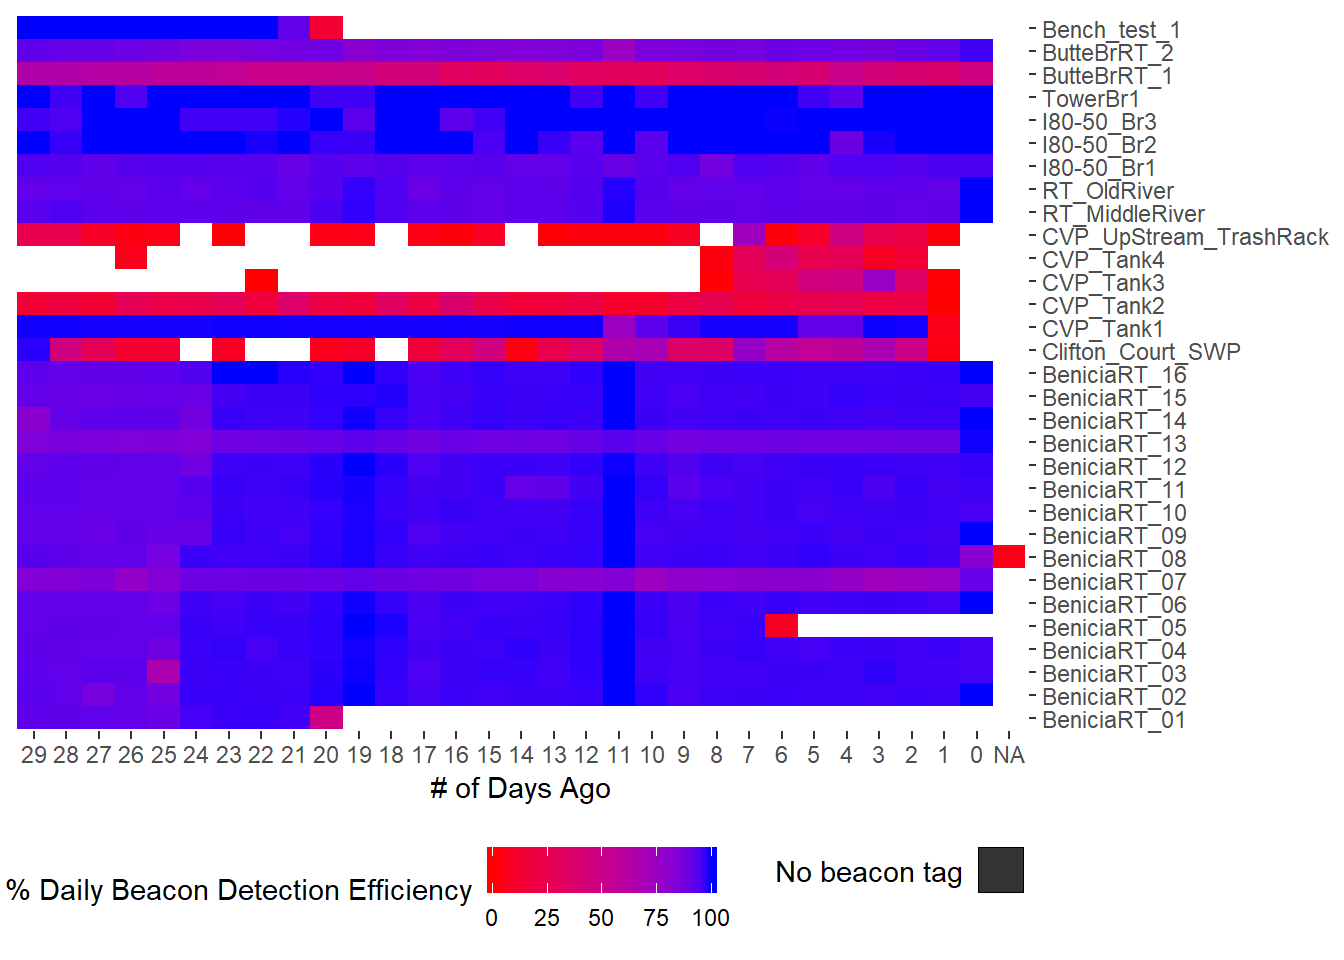 Bench_test_1
ButteBrRT_2
ButteBrRT_1
TowerBr1
I80-50_Br3
I80-50_Br2
I80-50_Br1
RT_OldRiver
RT_MiddleRiver
CVP_UpStream_TrashRack
CVP_Tank4
CVP_Tank3
CVP_Tank2
CVP_Tank1
Clifton_Court_SWP
BeniciaRT_16
BeniciaRT_15
BeniciaRT_14
BeniciaRT_13
BeniciaRT_12
BeniciaRT_11
BeniciaRT_10
BeniciaRT_09
BeniciaRT_08
BeniciaRT_07
BeniciaRT_06
BeniciaRT_05
BeniciaRT_04
BeniciaRT_03
BeniciaRT_02
BeniciaRT_01
29 28 27 26 25 24 23 22 21 20 19 18 17 16 15 14 13 12 11 10 9 8 7 6 5 4 3 2 1 0 NA
# of Days Ago
% Daily Beacon Detection Efficiency
0 25 50 75 100
No beacon tag